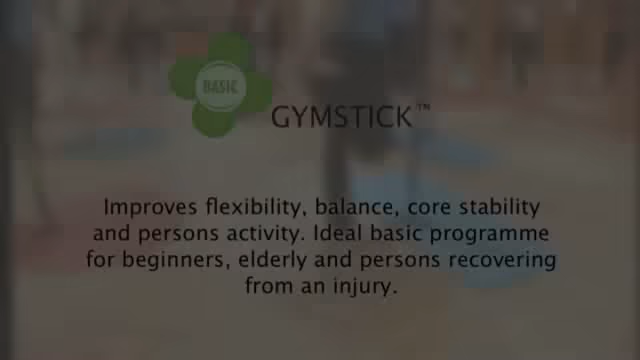 BASIC
GYMSTICK™
Improves flexibility, balance, core stability
and persons activity. Ideal basic programme
for beginners, elderly and persons recovering
from an injury.